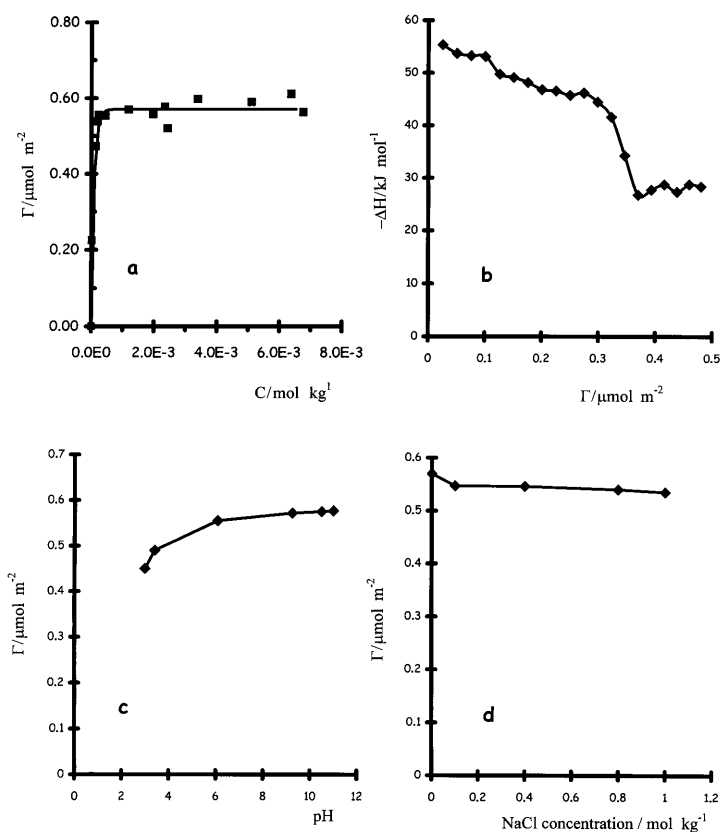 0.80
0.60
0.40
0.20
0.00
Γ/μmol m⁻²
a
0.0E0 2.0E-3 4.0E-3 6.0E-3 8.0E-3
C/mol kg¹
60
50
40
30
20
10
0
-ΔH/kJ mol⁻¹
b
0 0.1 0.2 0.3 0.4 0.5
Γ/μmol m⁻²
0.7
0.6
0.5
0.4
0.3
0.2
0.1
0
Γ/μmol m⁻²
c
0 2 4 6 8 10 12
pH
0.6
0.5
0.4
0.3
0.2
0.1
0
Γ/μmol m⁻²
d
0 0.2 0.4 0.6 0.8 1 1,2
NaCl concentration / mol kg⁻¹